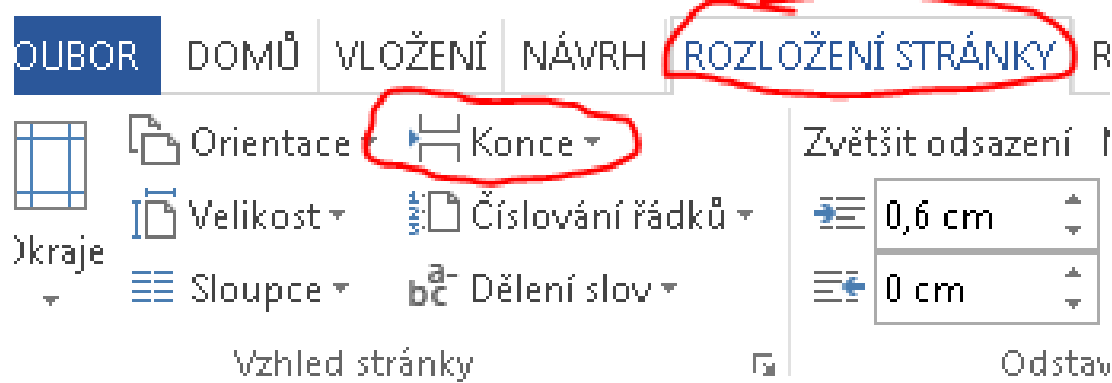 OUBOR DOMŮ VLOŽENÍ NÁVRH ROZLOŽENÍ STRÁNKY R
Orientace Konce Zvětšit odsazení
Velikost Číslování řádků 0,6 cm
Okraje
Sloupce Dělení slov 0 cm
Vzhled stránky Odstav